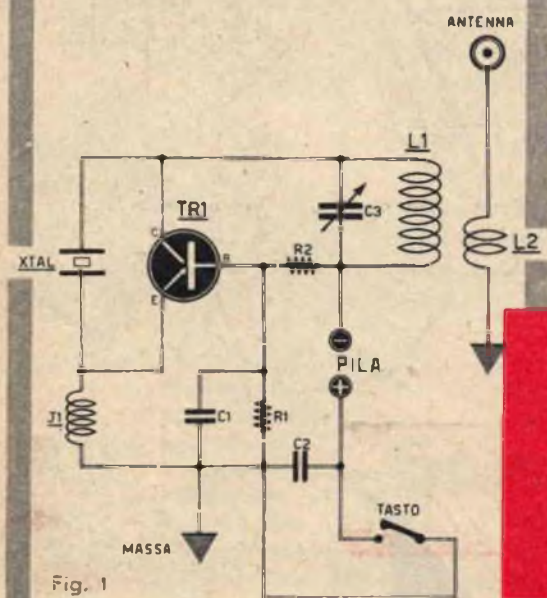 ANTENNA
L1
TR1
C
C3
R2
B
L2
XTAL
E
-
PILA
+
J1
C1
R1
C2
TASTO
MASSA
Fig. 1